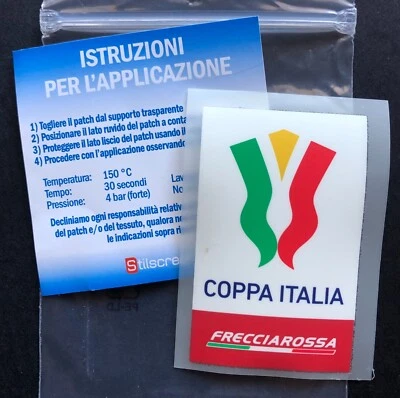 ISTRUZIONI
PER L'APPLICAZIONE
1) Togliere il patch dal supporto trasparente
2) Posizionare il lato ruvido del patch a conta
3) Proteggere il lato liscio del patch usando il
4) Procedere con l'applicazione osservando
Temperatura: 150 °C
Tempo: 30 secondi Lav
Pressione: 4 bar (forte) No
Decliniamo ogni responsabilità relativ
del patch e/o del tessuto, qualora no
le indicazioni sopra ri
Stilscre
COPPA ITALIA
FRECCIAROSSA